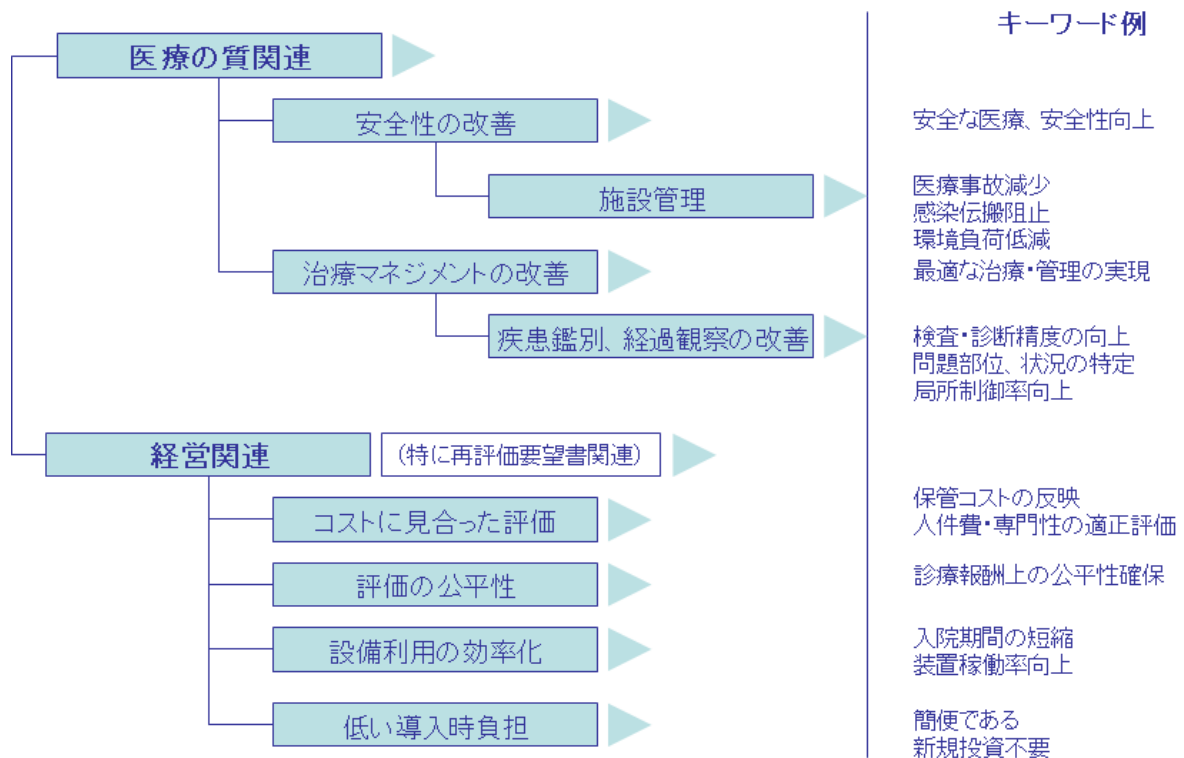 キーワード例
医療の質関連
安全性の改善
安全な医療、安全性向上
施設管理
医療事故減少
感染伝搬阻止
環境負荷低減
治療マネジメントの改善
最適な治療・管理の実現
疾患鑑別、経過観察の改善
検査・診断精度の向上
問題部位、状況の特定
局所制御率向上
経営関連
(特に再評価要望書関連)
コストに見合った評価
保管コストの反映
人件費・専門性の適正評価
評価の公平性
診療報酬上の公平性確保
設備利用の効率化
入院期間の短縮
装置稼働率向上
低い導入時負担
簡便である
新規投資不要